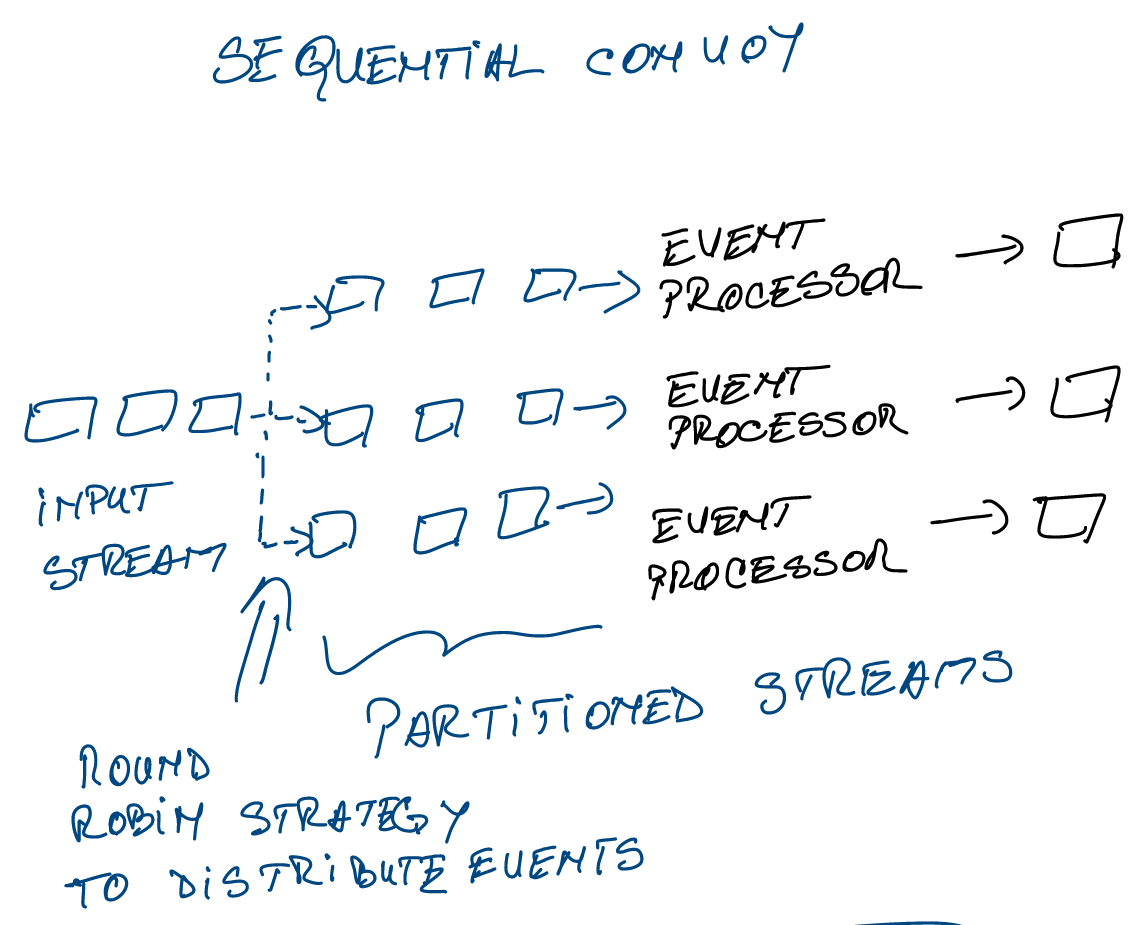 SEQUENTIAL CONVOY
EVENT
PROCESSOR
EVENT
PROCESSOR
INPUT
STREAM
EVENT
PROCESSOR
PARTITIONED STREAMS
ROUND
ROBIN STRATEGY
TO DISTRIBUTE EVENTS